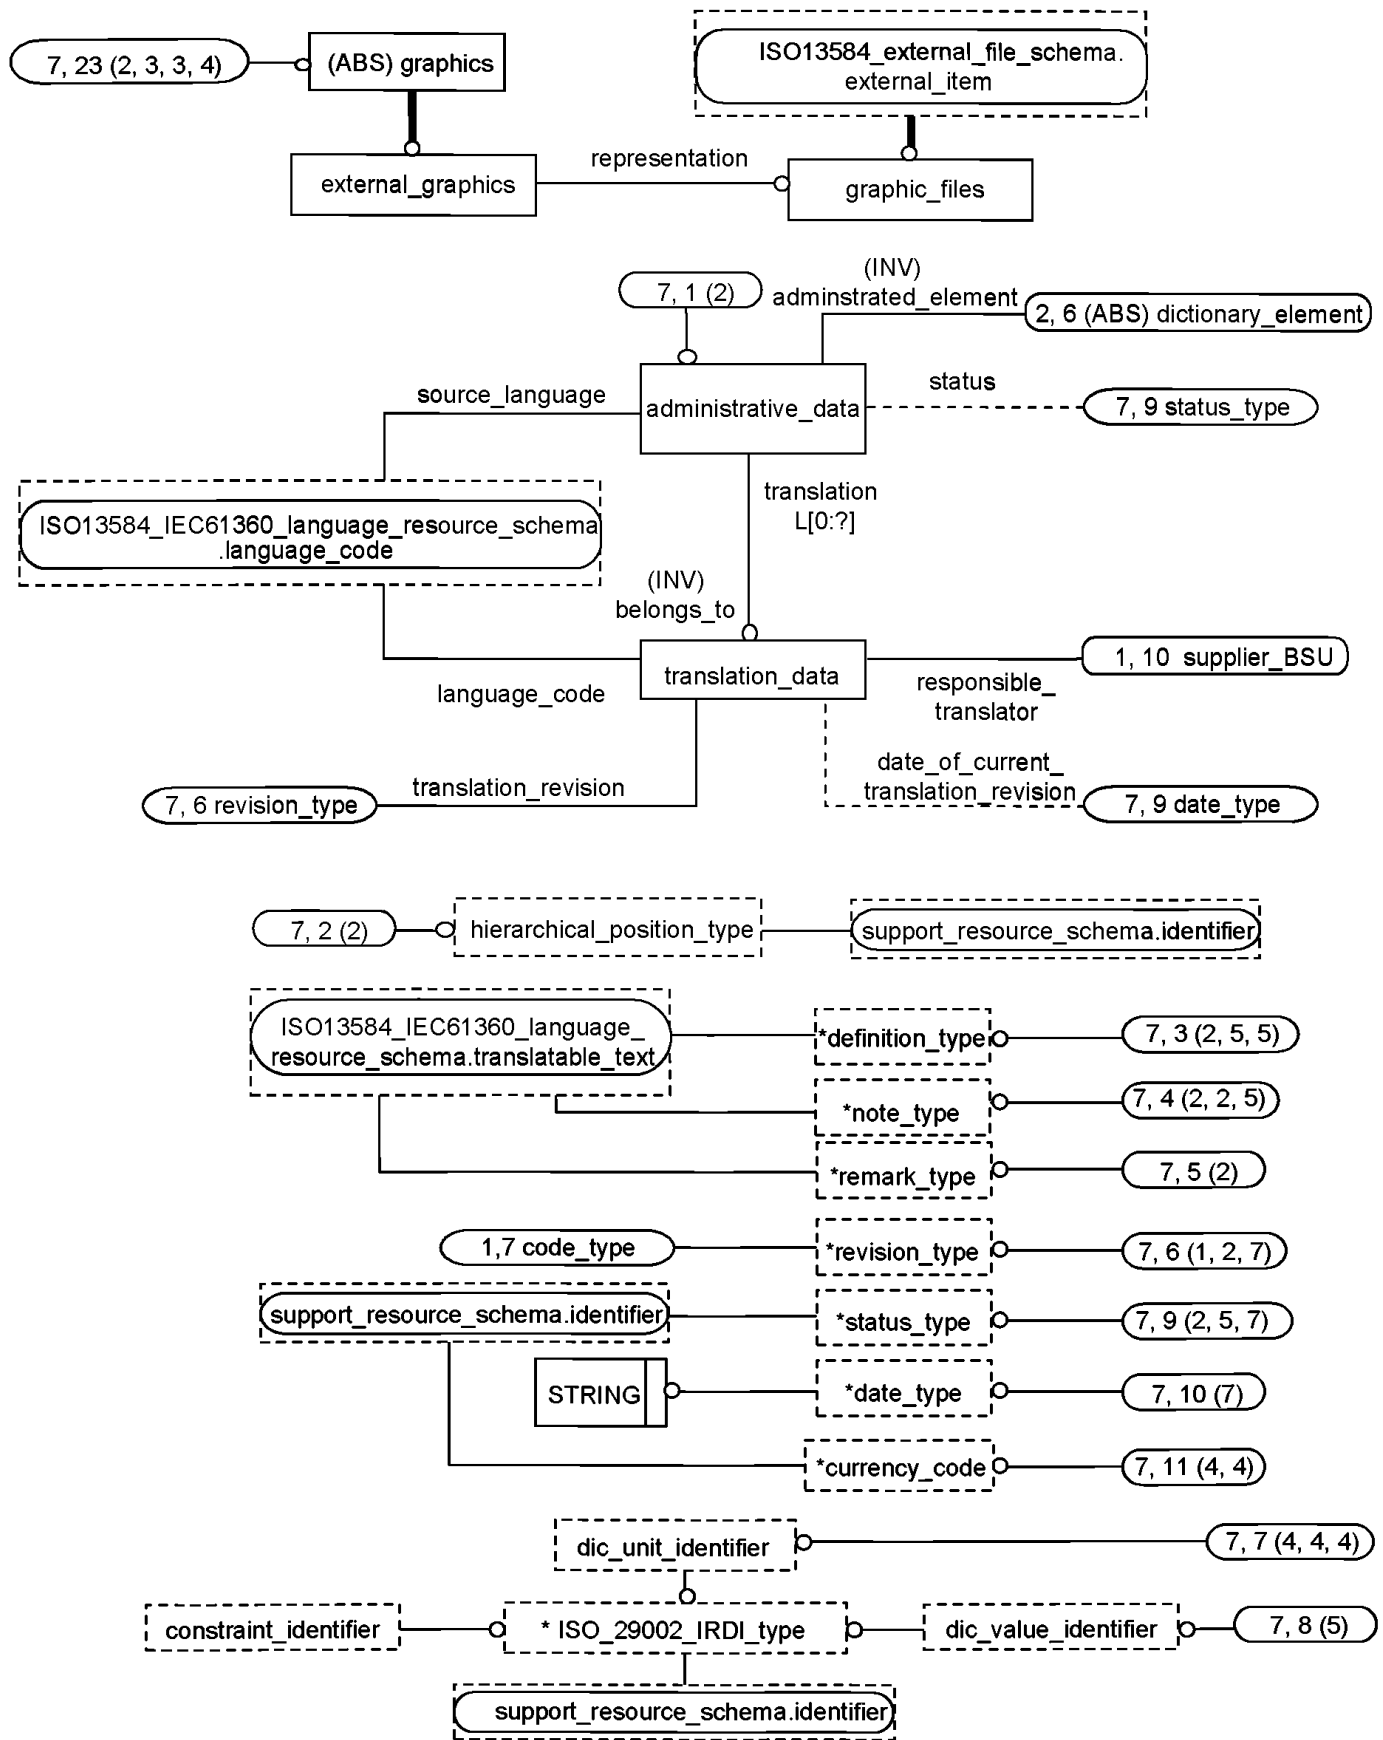 7, 23 (2, 3, 3, 4)
(ABS) graphics
ISO13584_external_file_schema.
external_item
representation
external_graphics
graphic_files
7, 1 (2)
(INV)
adminstrated_element
2, 6 (ABS) dictionary_element
source_language
administrative_data
status
7, 9 status_type
translation
L[0:?]
ISO13584_IEC61360_language_resource_schema
.language_code
(INV)
belongs_to
translation_data
1, 10 supplier_BSU
language_code
responsible_
translator
date_of_current_
translation_revision
translation_revision
7, 6 revision_type
7, 9 date_type
7, 2 (2)
hierarchical_position_type
support_resource_schema.identifier
ISO13584_IEC61360_language_
resource_schema.translatable_text
*definition_type
7, 3 (2, 5, 5)
*note_type
7, 4 (2, 2, 5)
*remark_type
7, 5 (2)
1,7 code_type
*revision_type
7, 6 (1, 2, 7)
support_resource_schema.identifier
*status_type
7, 9 (2, 5, 7)
STRING
*date_type
7, 10 (7)
*currency_code
7, 11 (4, 4)
dic_unit_identifier
7, 7 (4, 4, 4)
constraint_identifier
* ISO_29002_IRDI_type
dic_value_identifier
7, 8 (5)
support_resource_schema.identifier